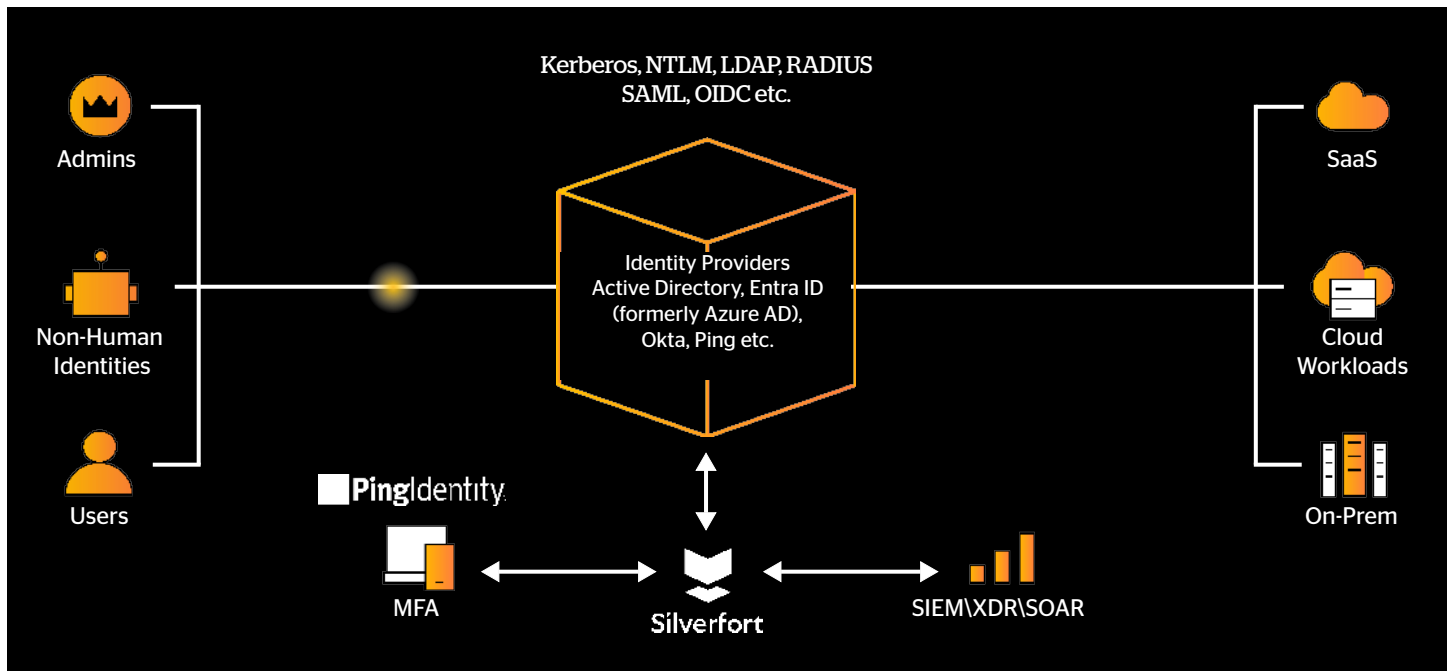 Kerberos, NTLM, LDAP, RADIUS
SAML, OIDC etc.
Admins
SaaS
Identity Providers
Active Directory, Entra ID
(formerly Azure AD),
Okta, Ping etc.
Non-Human
Identities
Cloud
Workloads
PingIdentity.
Users
On-Prem
MFA
Silverfort
SIEM\XDR\SOAR